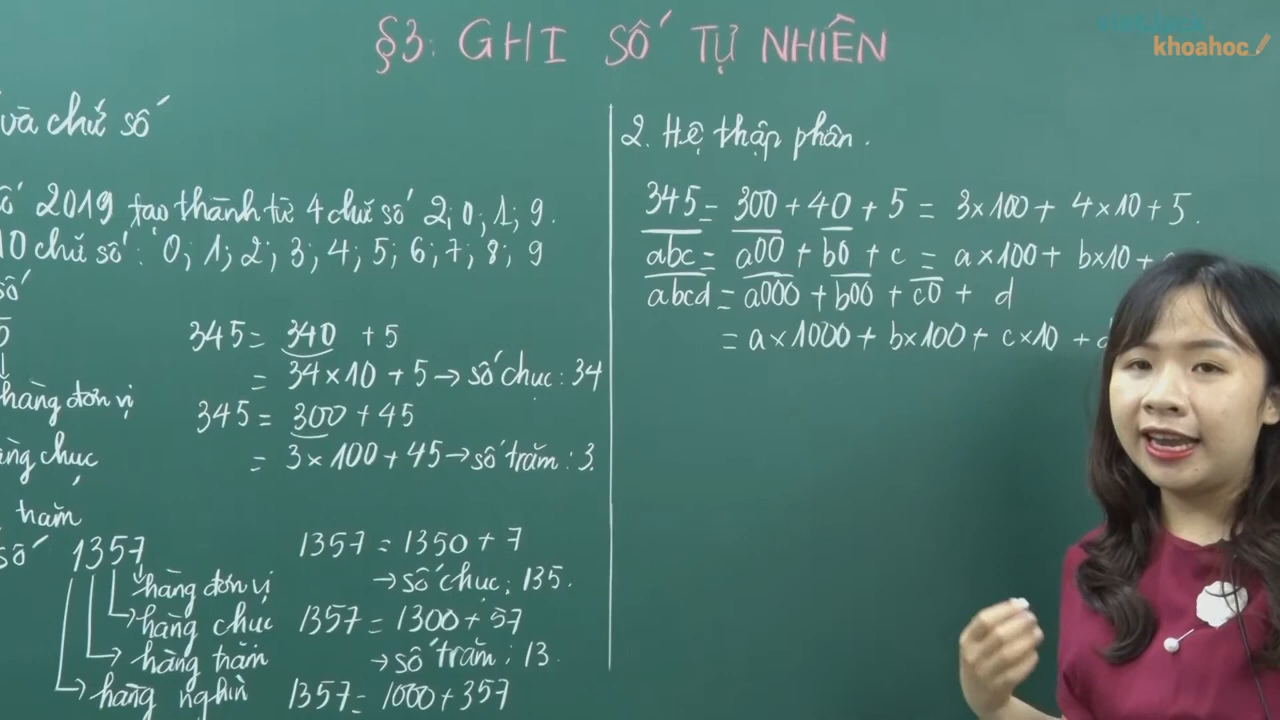 §3: GHI SỐ TỰ NHIÊN
khoahoc
và chữ số
số 2019 tạo thành từ 4 chữ số 2; 0; 1; 9.
10 chữ số: 0; 1; 2; 3; 4; 5; 6; 7; 8; 9
số
5
hàng đơn vị
hàng chục
trăm
345 = 340 + 5
= 34×10 + 5 → số chục: 34
345 = 300 + 45
= 3×100 + 45 → số trăm: 3.
số 1357
hàng đơn vị
hàng chục
hàng trăm
hàng nghìn
1357 = 1350 + 7
→ số chục: 135.
1357 = 1300 + 57
→ số trăm: 13.
1357 = 1000 + 357
2. Hệ thập phân.
345 = 300 + 40 + 5 = 3×100 + 4×10 + 5.
abc = a00 + b0 + c = a×100 + b×10 +
abcd = a000 + b00 + c0 + d
= a×1000 + b×100 + c×10 + d